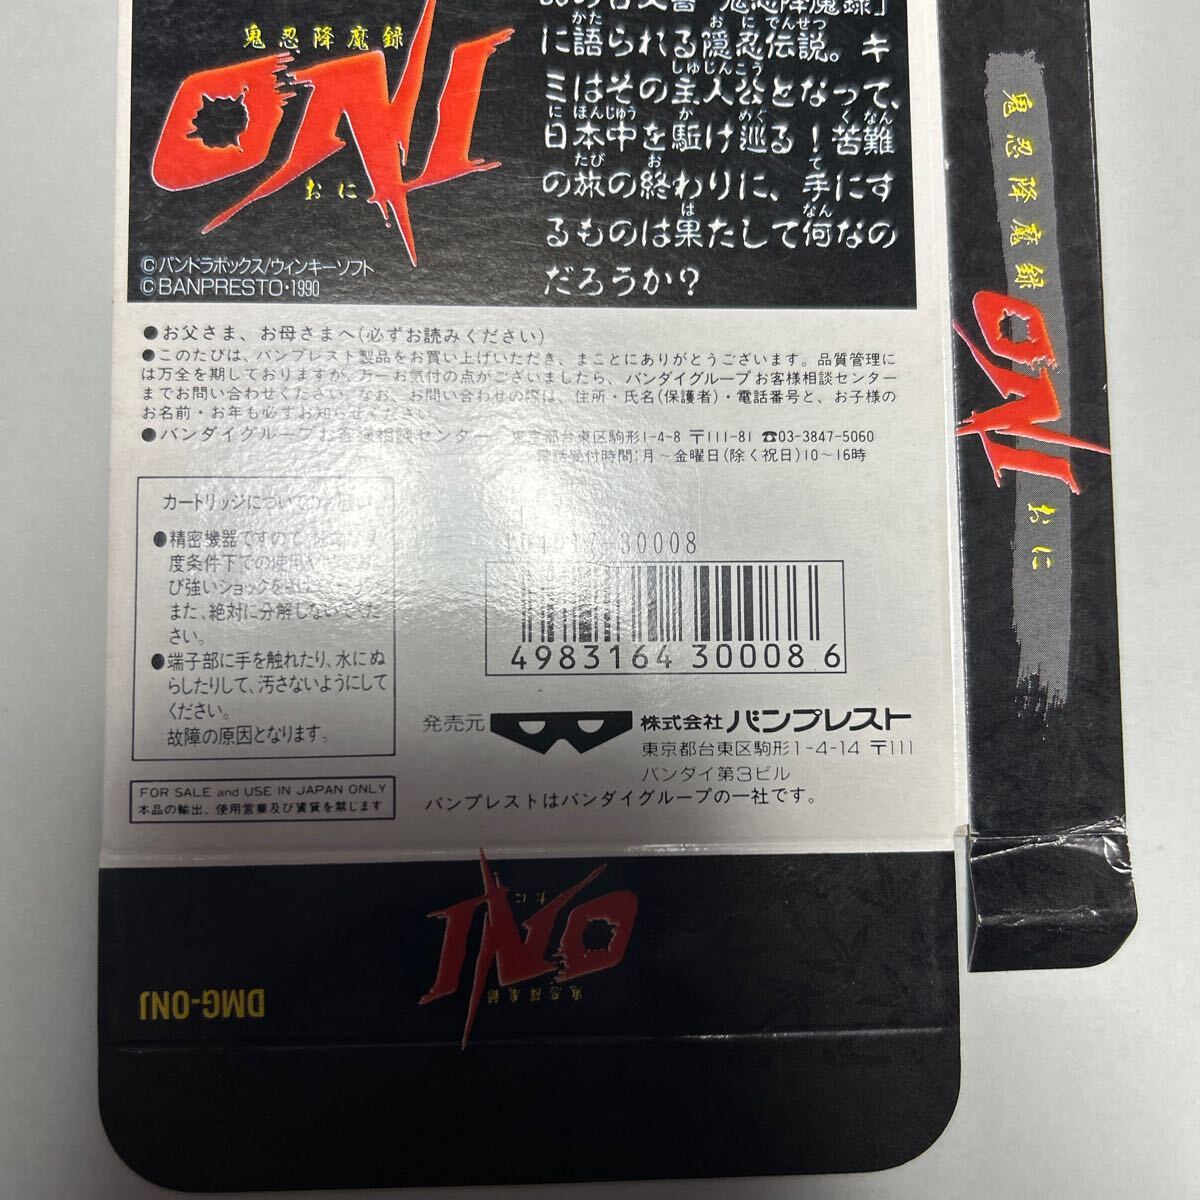 鬼忍降魔録
ONI
おに
の古文書「鬼忍降魔録」
に語られる隠忍伝説。キ
ミはその主人公となって、
日本中を駈け巡る！苦難
の旅の終わりに、手にす
るものは果たして何なの
だろうか？
©パンドラボックス/ウィンキーソフト
©BANPRESTO・1990
●お父さま、お母さまへ(必ずお読みください)
●このたびは、バンプレスト製品をお買い上げいただき、まことにありがとうございます。品質管理に
は万全を期しておりますが、万一お気付の点がございましたら、バンダイグループお客様相談センター
までお問い合わせください。なお、お問い合わせの際は、住所・氏名(保護者)・電話番号と、お子様の
お名前・お年も必ずお知らせください。
●バンダイグループお客様相談センター 東京都台東区駒形1-4-8 〒111-81 ☎03-3847-5060
電話受付時間：月～金曜日(除く祝日)10～16時
カートリッジについての
●精密機器ですので、
度条件下での使用
び強いショックを
また、絶対に分解しないでくだ
さい。
●端子部に手を触れたり、水にぬ
らしたりして、汚さないようにして
ください。
故障の原因となります。
FOR SALE and USE IN JAPAN ONLY
本品の輸出、使用営業及び賃貸を禁じます
-30008
4983164 300086
発売元 株式会社 バンプレスト
東京都台東区駒形1-4-14 〒111
バンダイ第3ビル
バンプレストはバンダイグループの一社です。
鬼忍降魔録
ONI
おに
鬼忍降魔録
ONI
おに
DMG-ONJ